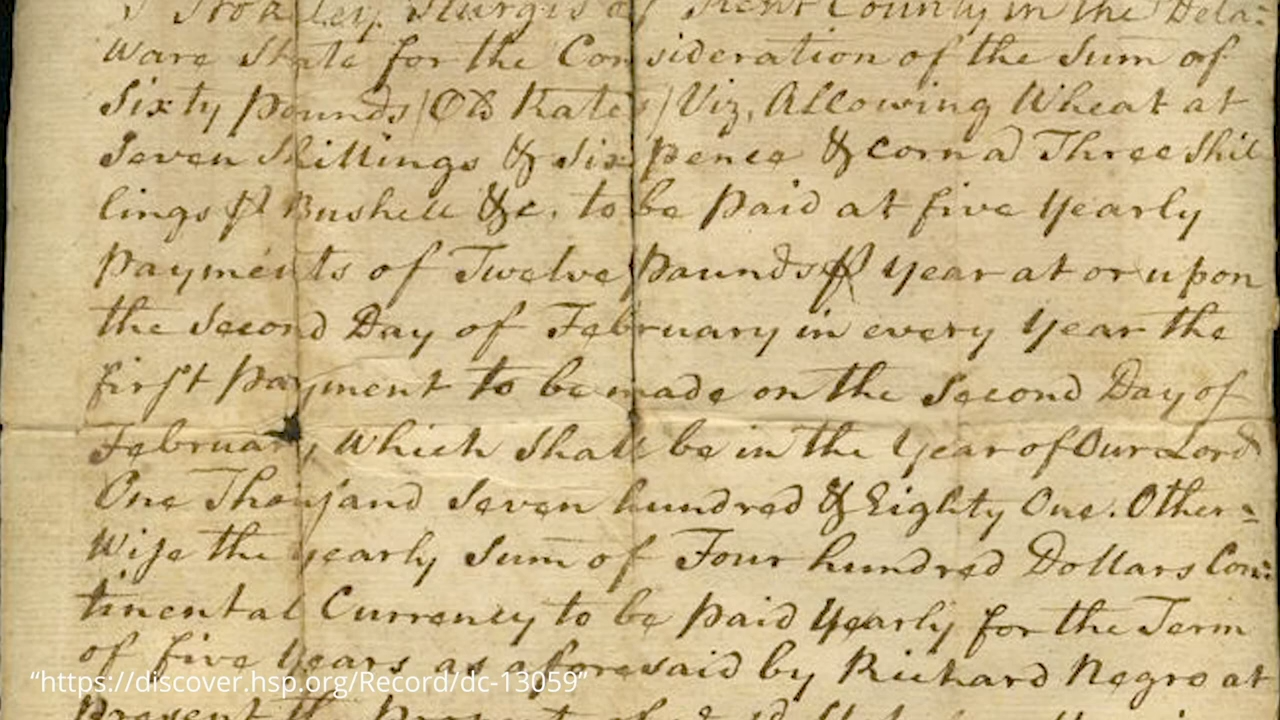 I Stokley Sturgis of Kent County in the Dela=
Ware State for the Consideration of the Sum of
Sixty pounds (Old Rates) Viz, Allowing Wheat at
Seven Shillings & Six pence & Corn a) Three Shil
lings ⅌ Bushell &c. to be paid at five Yearly
payments of Twelve pounds ⅌ Year at or upon
the Second Day of February in every Year the
first payment to be made on the Second Day of
February, Which Shall be in the Year of Our Lord
One Thousand Seven hundred & Eighty One. Other=
Wise the yearly Sum of Four hundred Dollars Con=
tinental Currency to be paid Yearly for the Term
of five Years as aforesaid by Richard Negro at
“https://discover.hsp.org/Record/dc-13059”
present the